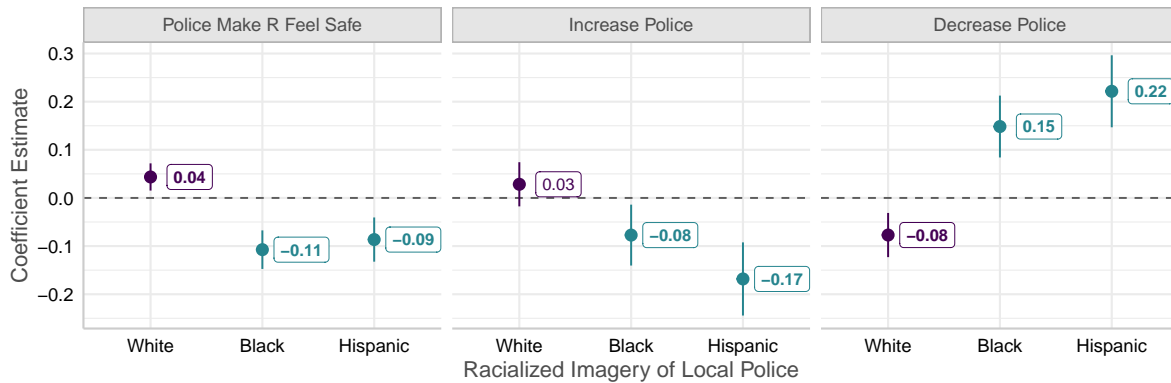 Police Make R Feel Safe
Increase Police
Decrease Police
Coefficient Estimate
0.3
0.2
0.1
0.0
−0.1
−0.2
0.04
−0.11
−0.09
0.03
−0.08
−0.17
−0.08
0.15
0.22
White Black Hispanic
White Black Hispanic
White Black Hispanic
Racialized Imagery of Local Police